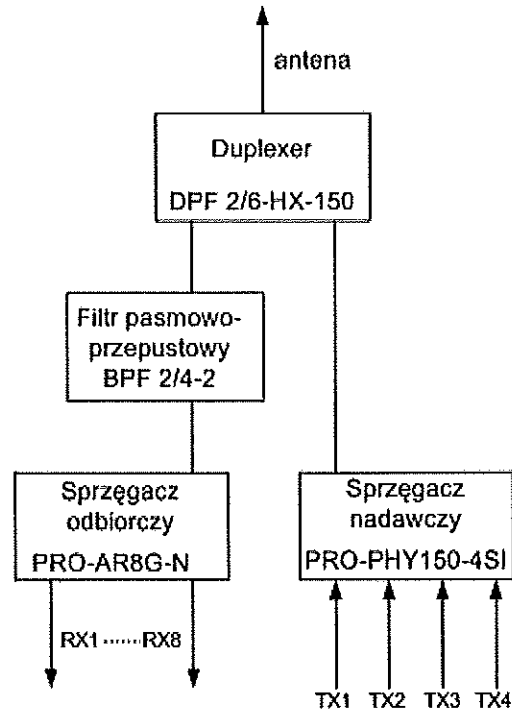 antena
Duplexer
DPF 2/6-HX-150
Filtr pasmowo-
przepustowy
BPF 2/4-2
Sprzęgacz
odbiorczy
PRO-AR8G-N
Sprzęgacz
nadawczy
PRO-PHY150-4SI
RX1 ...... RX8
TX1 TX2 TX3 TX4